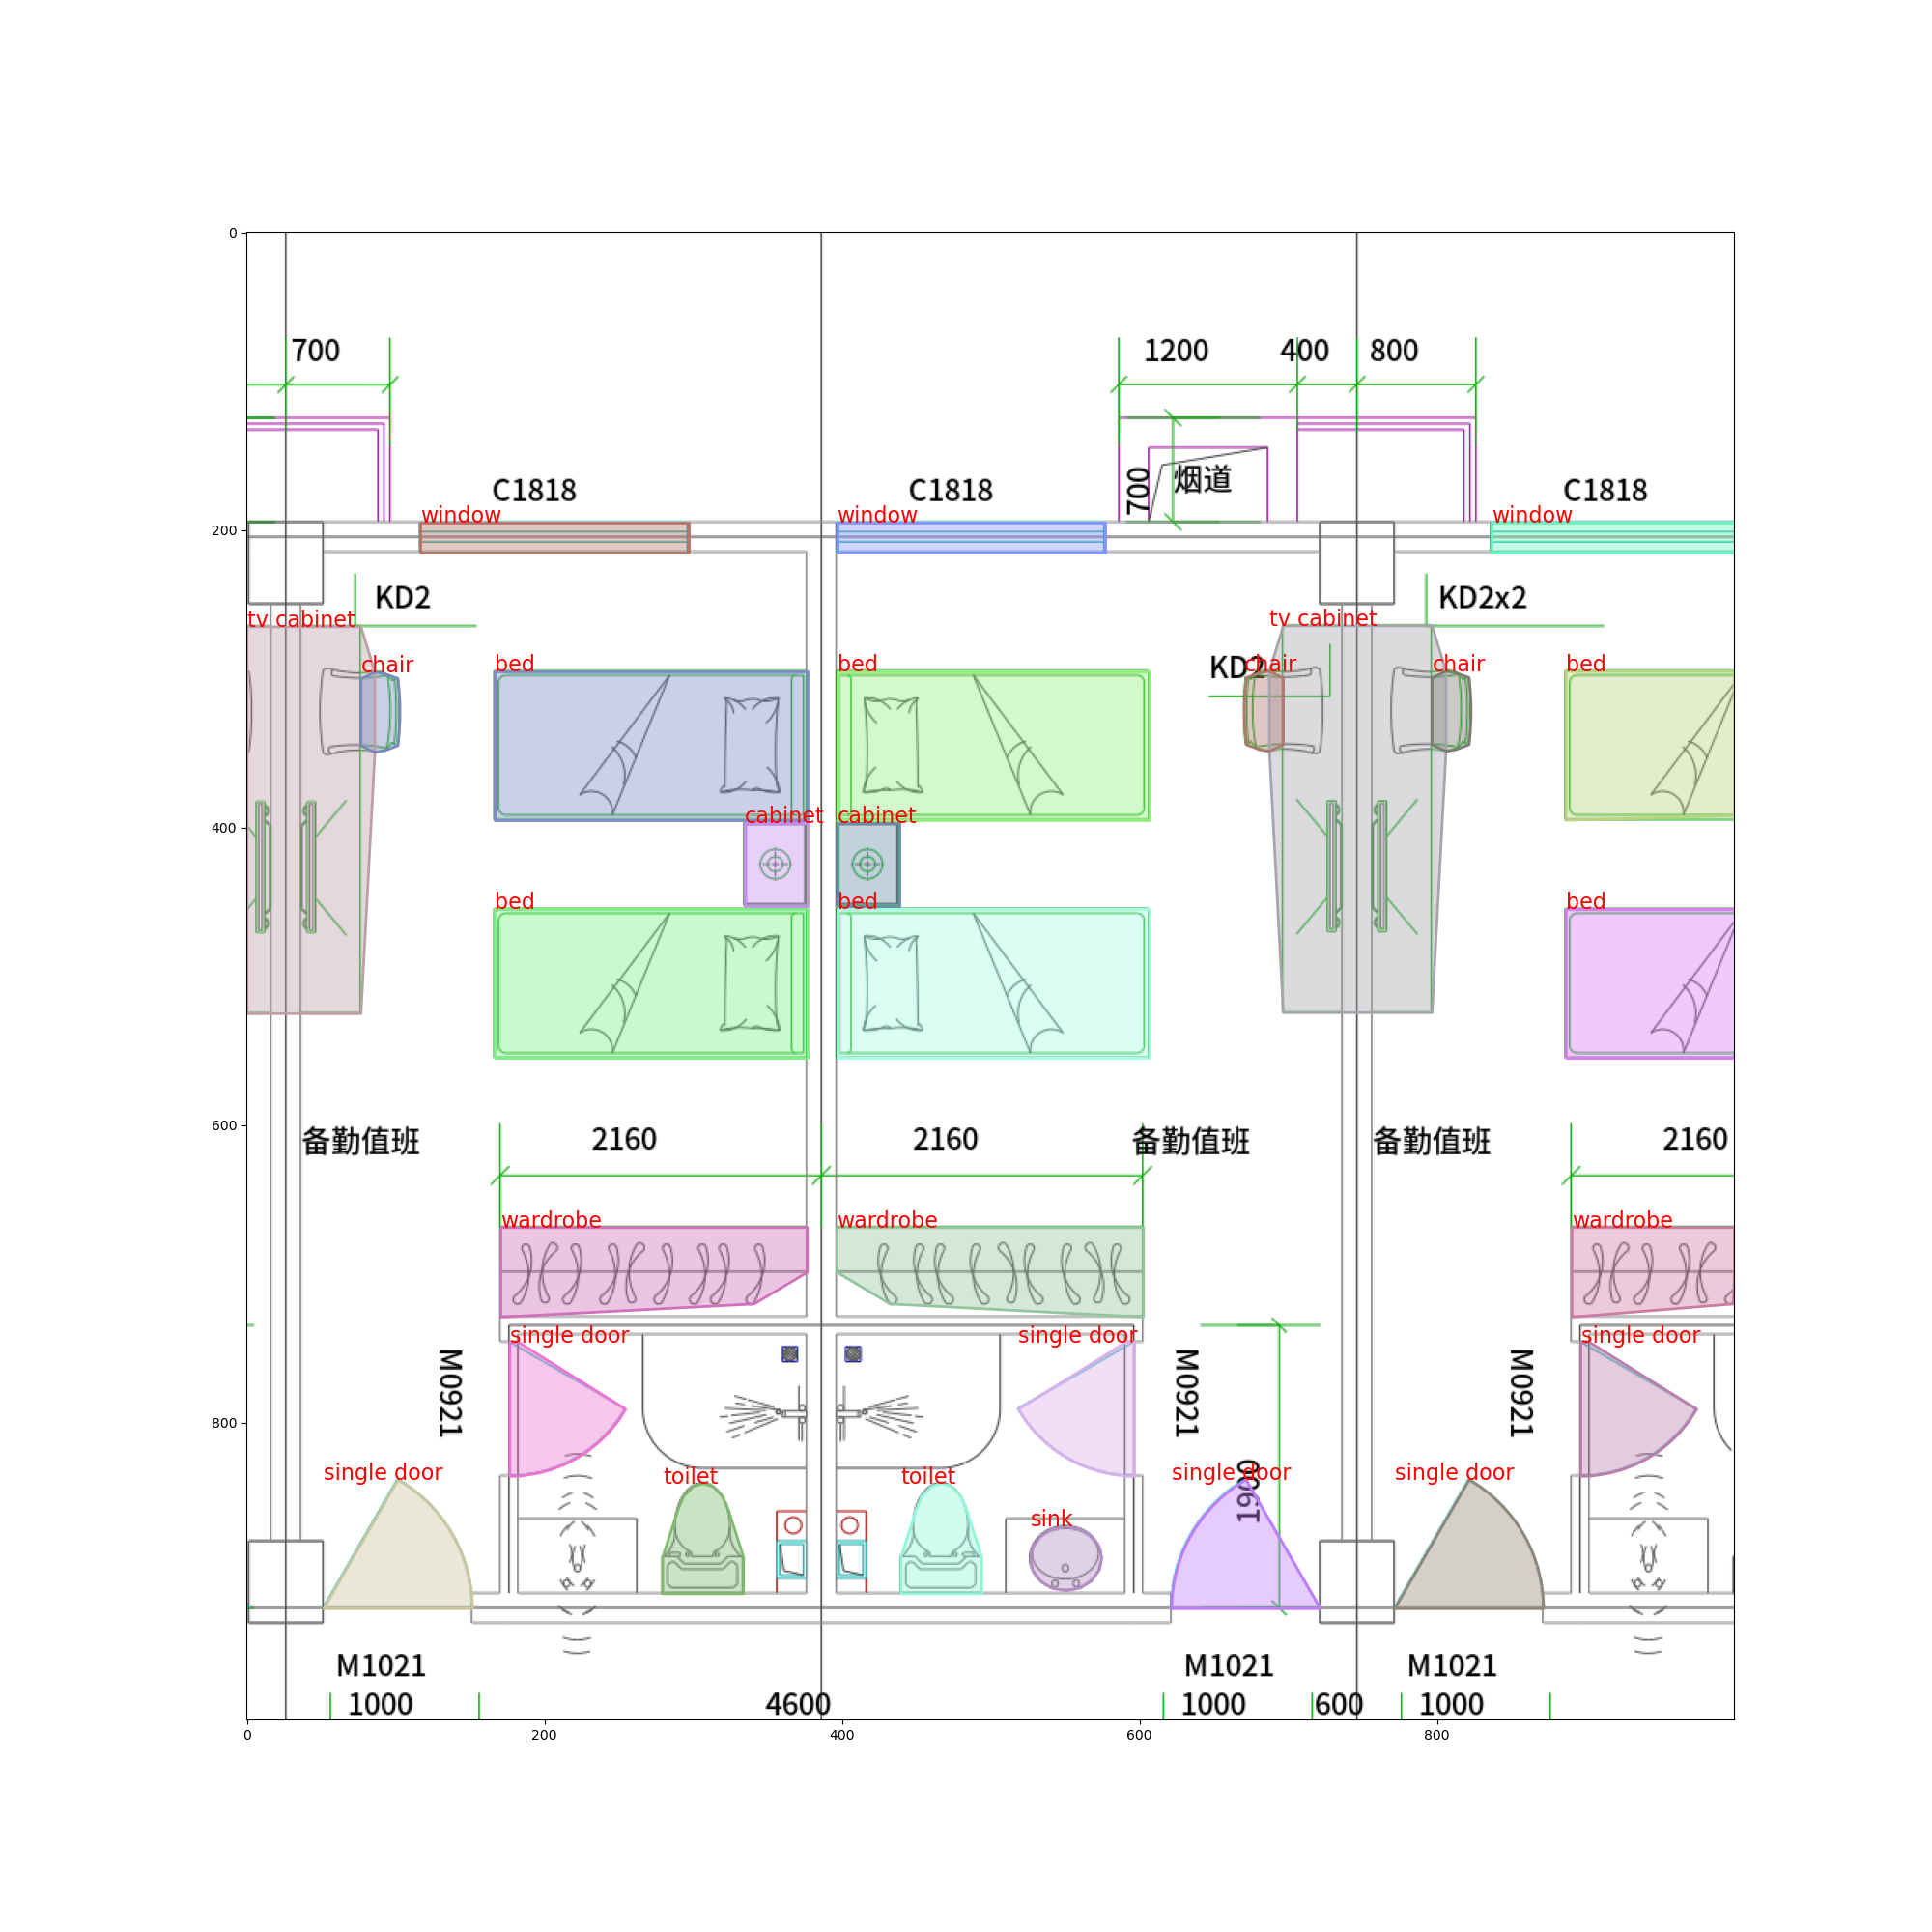 0
700
1200
400
800
700
烟道
C1818
C1818
C1818
window
window
window
200
KD2
KD2x2
tv cabinet
tv cabinet
chair
bed
bed
KD2
chair
chair
bed
400
cabinet
cabinet
bed
bed
bed
600
备勤值班
2160
2160
备勤值班
备勤值班
2160
wardrobe
wardrobe
wardrobe
single door
single door
single door
M0921
M0921
M0921
800
single door
toilet
toilet
single door
single door
1900
sink
M1021
M1021
M1021
1000
4600
1000
600
1000
0
200
400
600
800